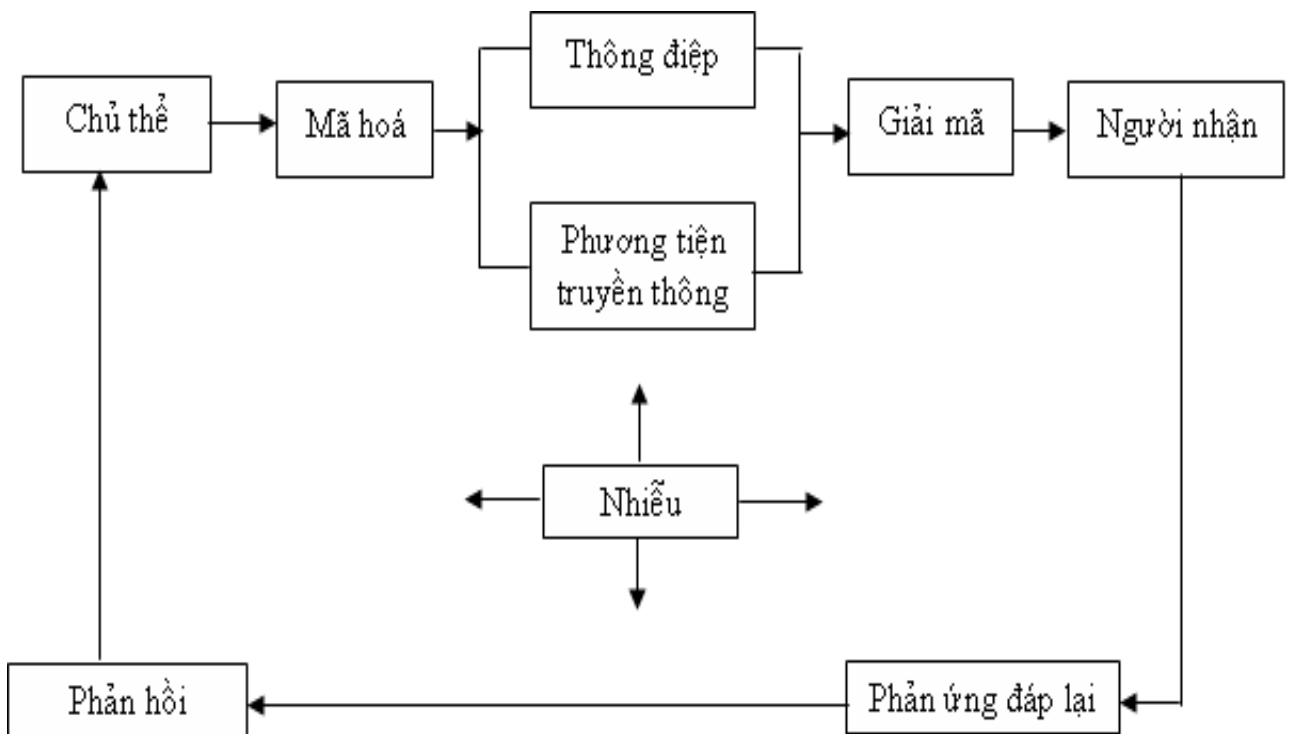 Chủ thể
Mã hoá
Thông điệp
Phương tiện
truyền thông
Giải mã
Người nhận
Nhiễu
Phản hồi
Phản ứng đáp lại